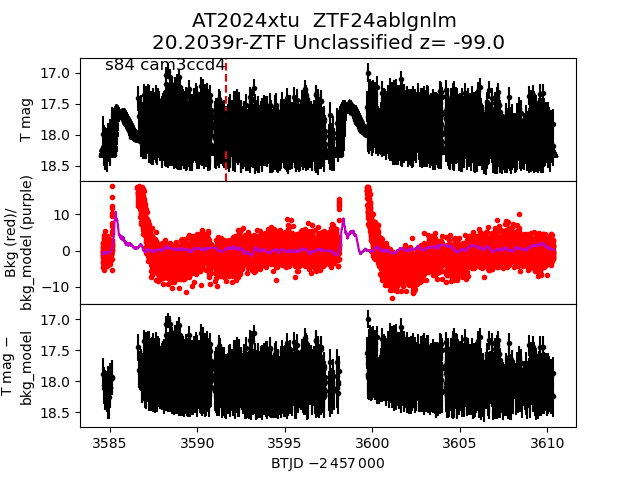 AT2024xtu  ZTF24ablgnlm
20.2039r-ZTF Unclassified z= -99.0
s84 cam3ccd4
17.0
17.5
18.0
18.5
T mag
10
0
−10
Bkg (red)/
bkg_model (purple)
17.0
17.5
18.0
18.5
T mag −
bkg_model
3585 3590 3595 3600 3605 3610
BTJD −2 457 000